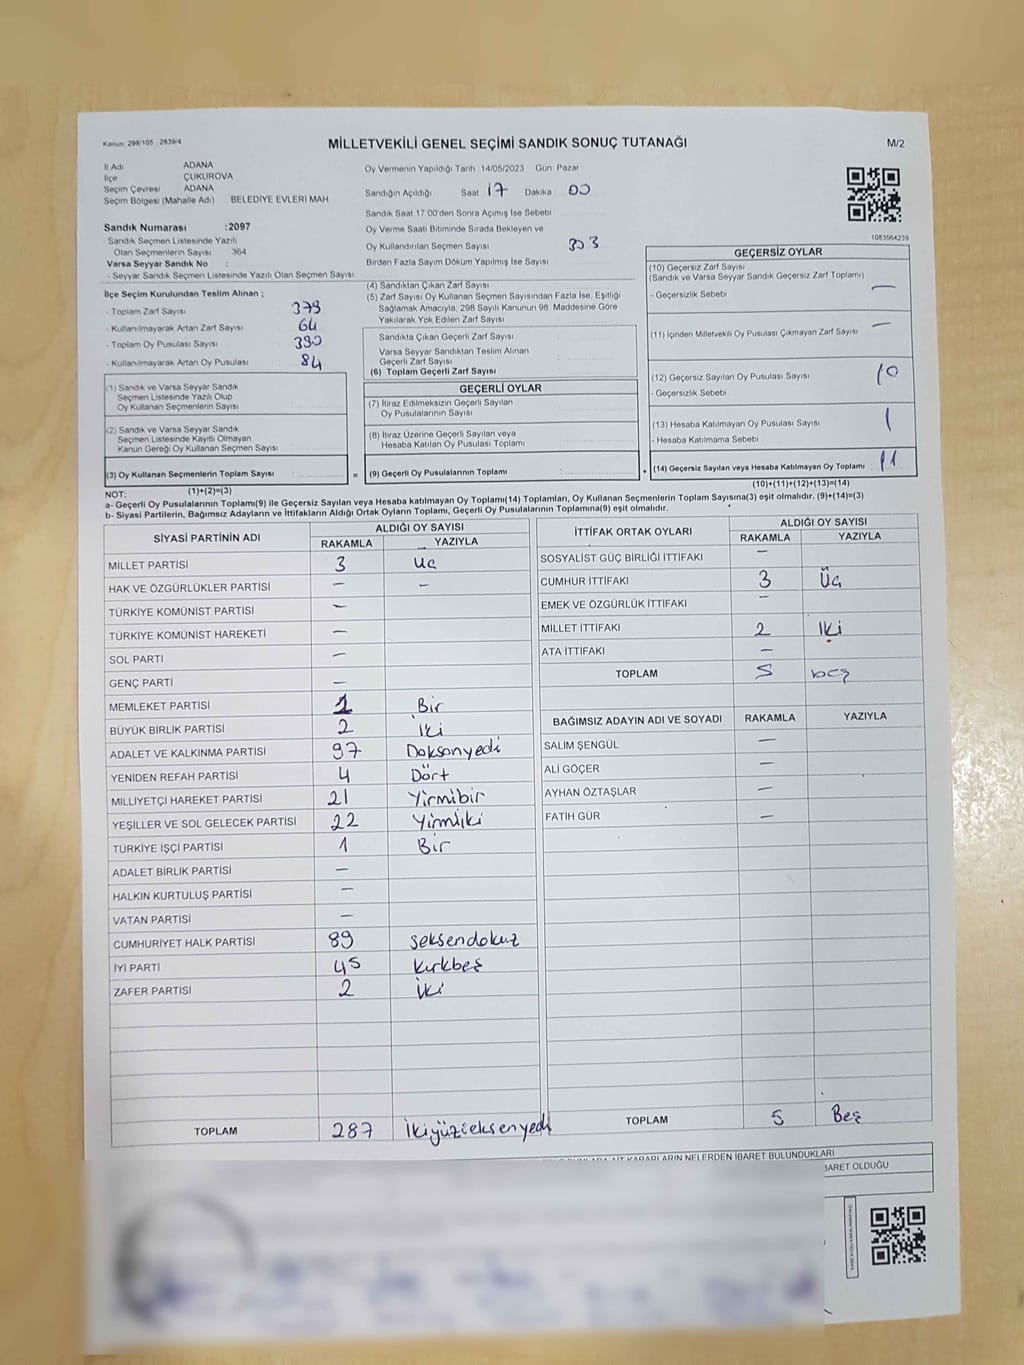 Kanun: 298/105 : 2839/4
MİLLETVEKİLİ GENEL SEÇİMİ SANDIK SONUÇ TUTANAĞI
M/2
İl Adı ADANA
İlçe ÇUKUROVA
Seçim Çevresi ADANA
Seçim Bölgesi (Mahalle Adı) BELEDİYE EVLERİ MAH
Sandık Numarası :2097
- Sandık Seçmen Listesinde Yazılı
Olan Seçmenlerin Sayısı : 364
Varsa Seyyar Sandık No :
- Seyyar Sandık Seçmen Listesinde Yazılı Olan Seçmen Sayısı :
Oy Vermenin Yapıldığı Tarih 14/05/2023 Gün Pazar
Sandığın Açıldığı Saat 17 Dakika 00
Sandık Saat 17:00'den Sonra Açımış İse Sebebi
Oy Verme Saati Bitiminde Sırada Bekleyen ve
Oy Kullandırılan Seçmen Sayısı 303
Birden Fazla Sayım Döküm Yapılmış İse Sayısı
1083664239
İlçe Seçim Kurulundan Teslim Alınan ;
- Toplam Zarf Sayısı 379
- Kullanılmayarak Artan Zarf Sayısı 64
- Toplam Oy Pusulası Sayısı 390
- Kullanılmayarak Artan Oy Pusulası 84
(1) Sandık ve Varsa Seyyar Sandık
Seçmen Listesinde Yazılı Olup
Oy Kullanan Seçmenlerin Sayısı
(2) Sandık ve Varsa Seyyar Sandık
Seçmen Listesinde Kayıtlı Olmayan
Kanun Gereği Oy Kullanan Seçmen Sayısı
(3) Oy Kullanan Seçmenlerin Toplam Sayısı : =
(1)+(2)=(3)
(4) Sandıktan Çıkan Zarf Sayısı
(5) Zarf Sayısı Oy Kullanan Seçmen Sayısından Fazla İse, Eşitliği
Sağlamak Amacıyla, 298 Sayılı Kanunun 98. Maddesine Göre
Yakılarak Yok Edilen Zarf Sayısı
Sandıkta Çıkan Geçerli Zarf Sayısı
Varsa Seyyar Sandıktan Teslim Alınan
Geçerli Zarf Sayısı
(6) Toplam Geçerli Zarf Sayısı
GEÇERLİ OYLAR
(7) İtiraz Edilmeksizin Geçerli Sayılan
Oy Pusulalarının Sayısı
(8) İtiraz Üzerine Geçerli Sayılan veya
Hesaba Katılan Oy Pusulası Toplamı
(9) Geçerli Oy Pusulalarının Toplamı : +
GEÇERSİZ OYLAR
(10) Geçersiz Zarf Sayısı
(Sandık ve Varsa Seyyar Sandık Geçersiz Zarf Toplamı)
- Geçersizlik Sebebi —
(11) İçinden Milletvekili Oy Pusulası Çıkmayan Zarf Sayısı —
(12) Geçersiz Sayılan Oy Pusulası Sayısı 10
- Geçersizlik Sebebi
(13) Hesaba Katılmayan Oy Pusulası Sayısı 1
- Hesaba Katılmama Sebebi
(14) Geçersiz Sayılan veya Hesaba Katılmayan Oy Toplamı 11
(10)+(11)+(12)+(13)=(14)
NOT:
a- Geçerli Oy Pusulalarının Toplamı(9) ile Geçersiz Sayılan veya Hesaba katılmayan Oy Toplamı(14) Toplamları, Oy Kullanan Seçmenlerin Toplam Sayısına(3) eşit olmalıdır. (9)+(14)=(3)
b- Siyasi Partilerin, Bağımsız Adayların ve İttifakların Aldığı Ortak Oyların Toplamı, Geçerli Oy Pusulalarının Toplamına(9) eşit olmalıdır.
SİYASİ PARTİNİN ADI ALDIĞI OY SAYISI
RAKAMLA YAZIYLA
MİLLET PARTİSİ 3 üç
HAK VE ÖZGÜRLÜKLER PARTİSİ — —
TÜRKİYE KOMÜNİST PARTİSİ —
TÜRKİYE KOMÜNİST HAREKETİ —
SOL PARTİ —
GENÇ PARTİ —
MEMLEKET PARTİSİ 1 Bir
BÜYÜK BİRLİK PARTİSİ 2 İki
ADALET VE KALKINMA PARTİSİ 97 Doksanyedi
YENİDEN REFAH PARTİSİ 4 Dört
MİLLİYETÇİ HAREKET PARTİSİ 21 Yirmibir
YEŞİLLER VE SOL GELECEK PARTİSİ 22 Yirmiiki
TÜRKİYE İŞÇİ PARTİSİ 1 Bir
ADALET BİRLİK PARTİSİ —
HALKIN KURTULUŞ PARTİSİ —
VATAN PARTİSİ —
CUMHURİYET HALK PARTİSİ 89 seksendokuz
İYİ PARTİ 45 kırkbeş
ZAFER PARTİSİ 2 İki
TOPLAM 287 İkiyüzseksenyedi
İTTİFAK ORTAK OYLARI ALDIĞI OY SAYISI
RAKAMLA YAZIYLA
SOSYALİST GÜÇ BİRLİĞİ İTTİFAKI —
CUMHUR İTTİFAKI 3 Üç
EMEK VE ÖZGÜRLÜK İTTİFAKI —
MİLLET İTTİFAKI 2 İki
ATA İTTİFAKI —
TOPLAM 5 beş
BAĞIMSIZ ADAYIN ADI VE SOYADI RAKAMLA YAZIYLA
SALİM ŞENGÜL —
ALİ GÖÇER —
AYHAN ÖZTAŞLAR —
FATİH GÜR —
TOPLAM 5 Beş
KARARLARIN NELERDEN İBARET BULUNDUKLARI
İBARET OLDUĞU